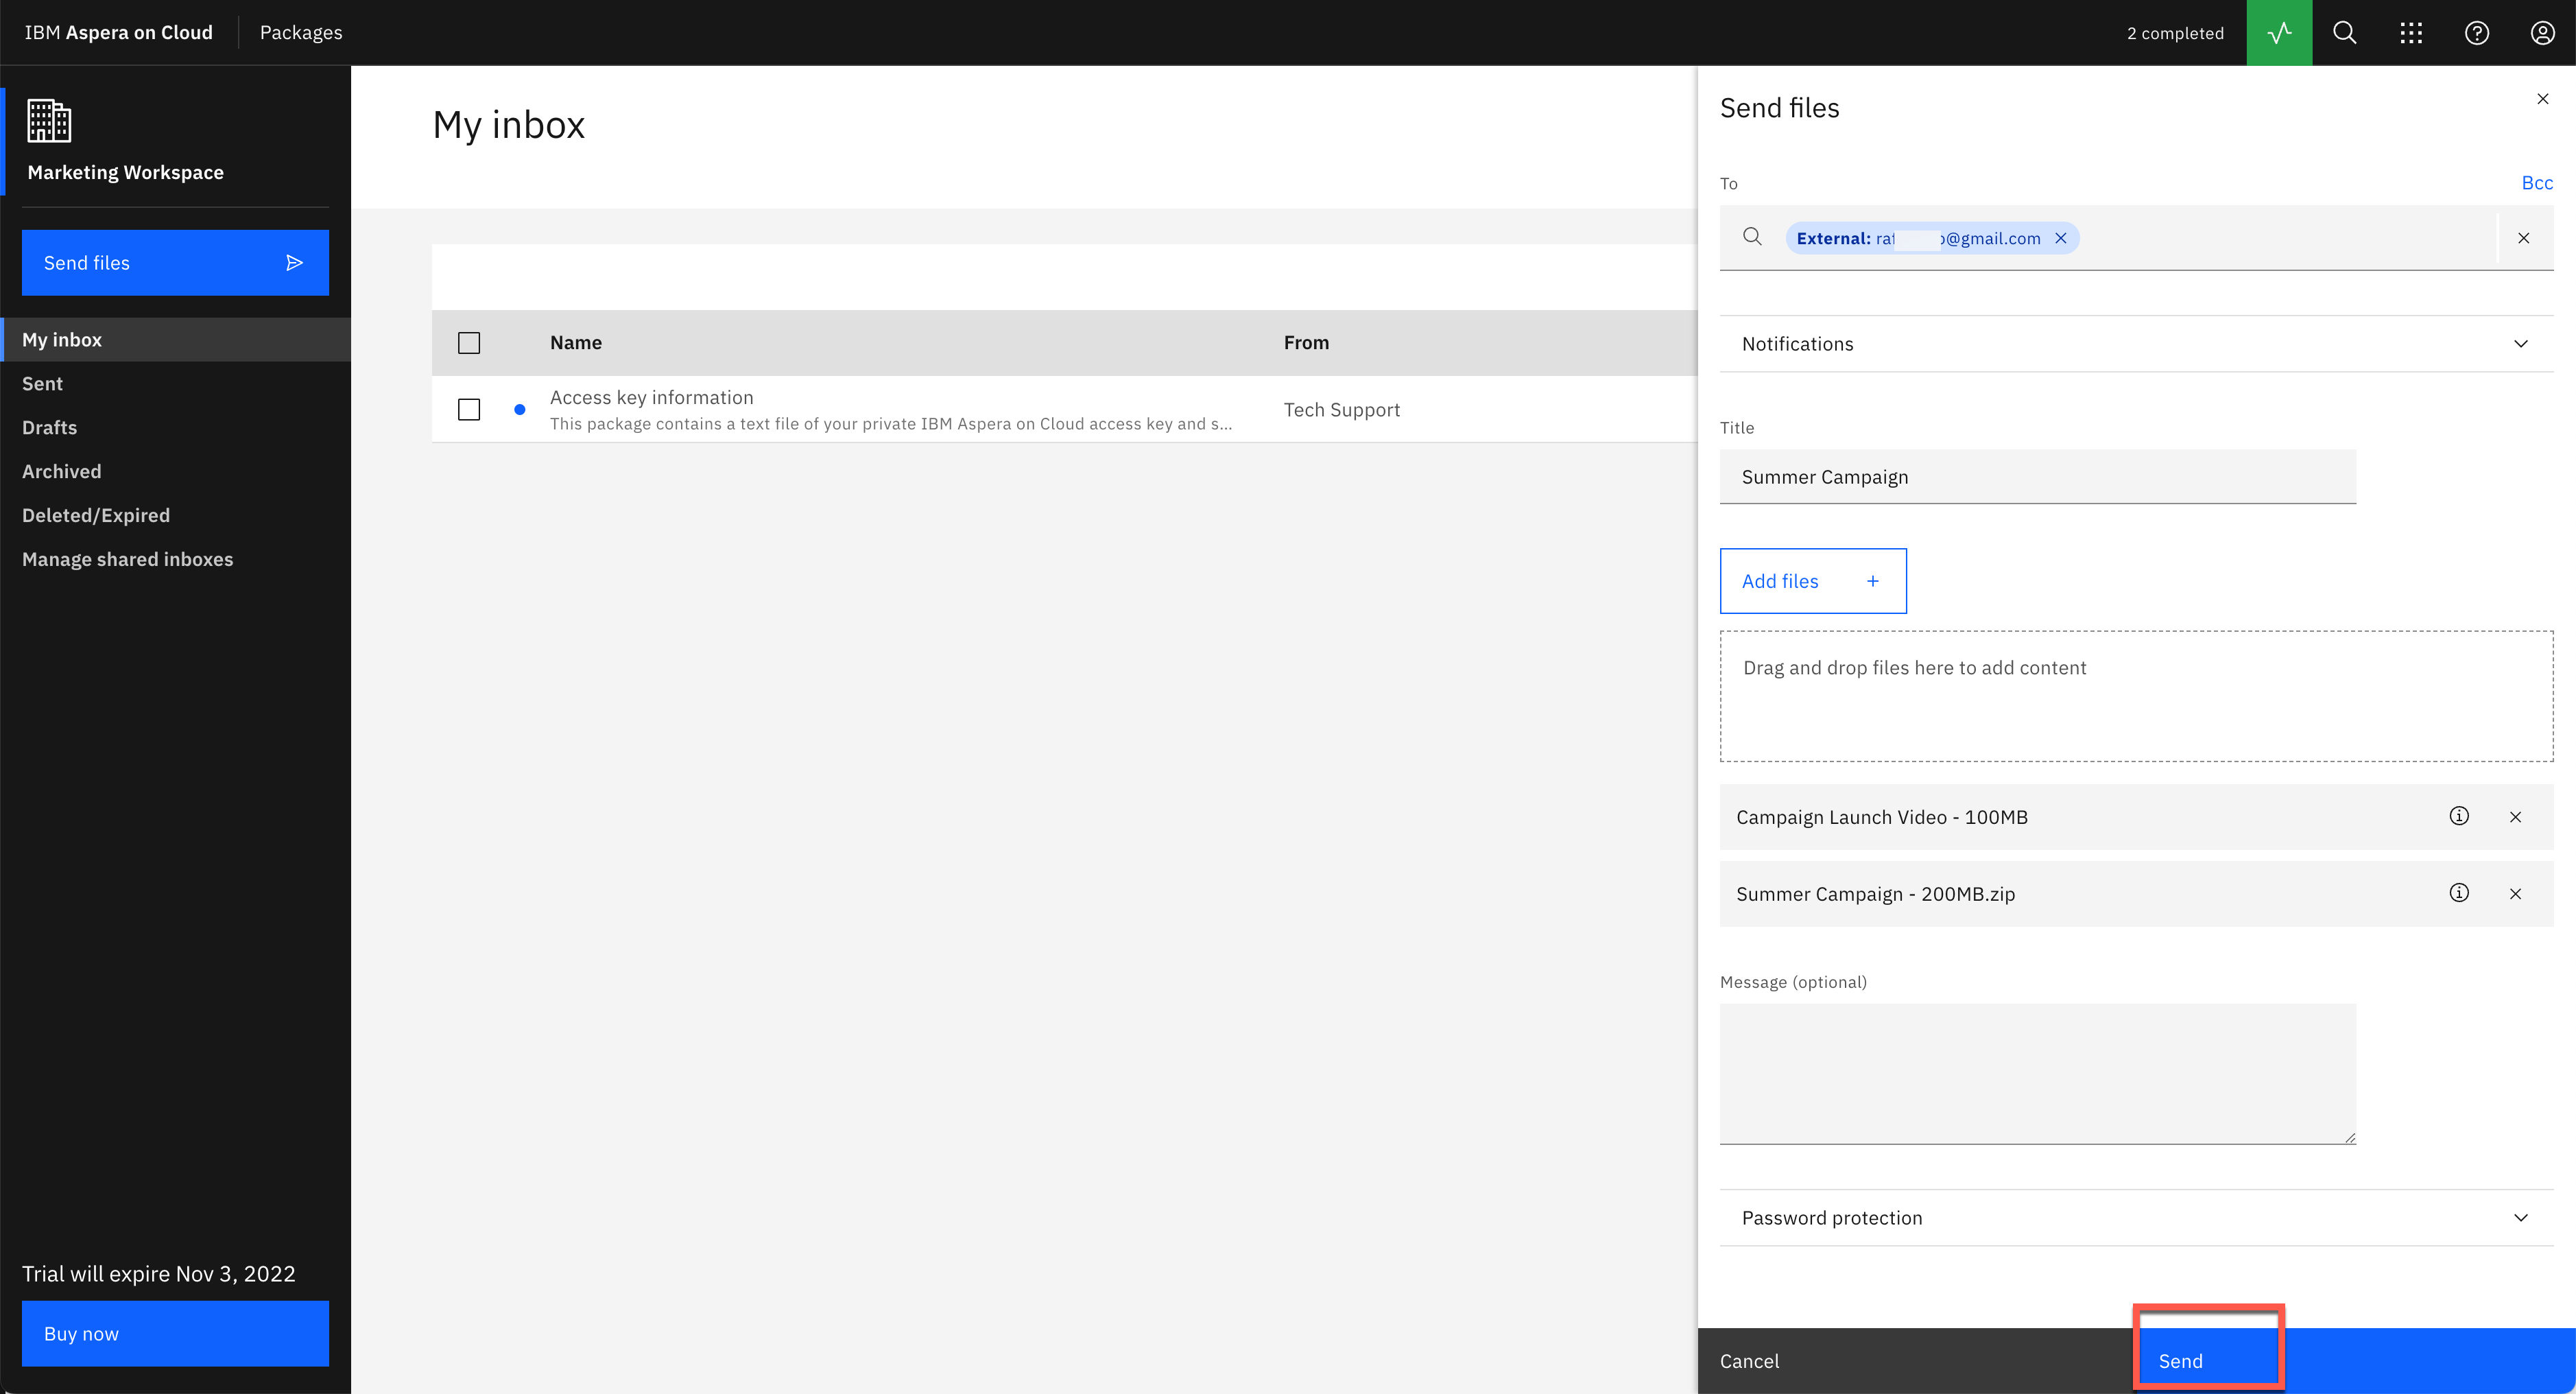 IBM Aspera on Cloud
Packages
2 completed
Marketing Workspace
Send files
My inbox
Sent
Drafts
Archived
Deleted/Expired
Manage shared inboxes
Trial will expire Nov 3, 2022
Buy now
My inbox
Name
From
Access key information
This package contains a text file of your private IBM Aspera on Cloud access key and s...
Tech Support
Send files
To
Bcc
External: raf o@gmail.com
Notifications
Title
Summer Campaign
Add files +
Drag and drop files here to add content
Campaign Launch Video - 100MB
Summer Campaign - 200MB.zip
Message (optional)
Password protection
Cancel
Send